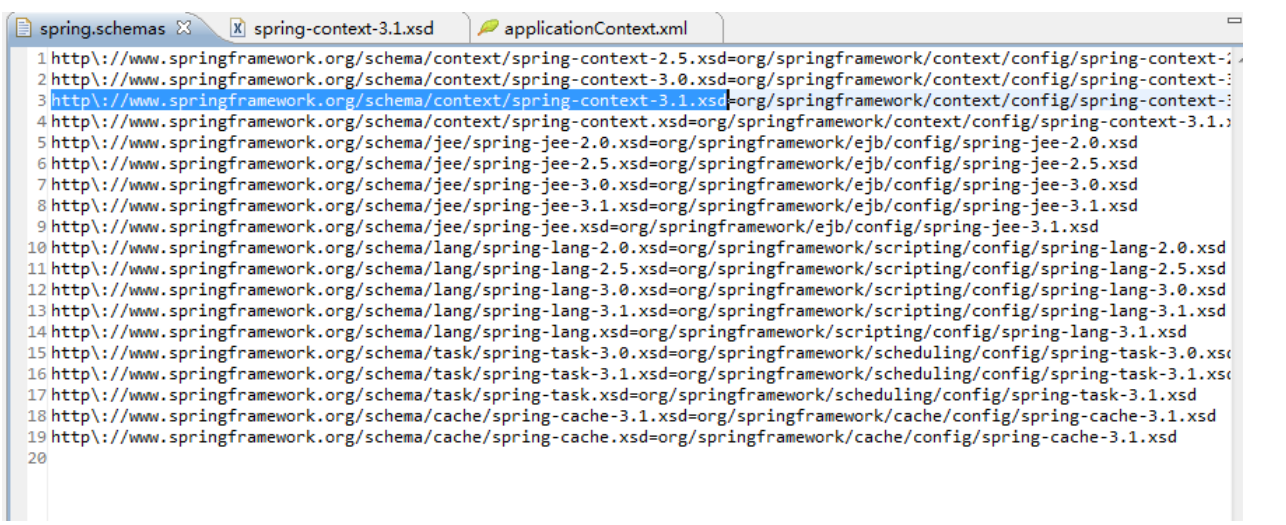 spring.schemas spring-context-3.1.xsd applicationContext.xml
1 http\://www.springframework.org/schema/context/spring-context-2.5.xsd=org/springframework/context/config/spring-context-
2 http\://www.springframework.org/schema/context/spring-context-3.0.xsd=org/springframework/context/config/spring-context-
3 http\://www.springframework.org/schema/context/spring-context-3.1.xsd=org/springframework/context/config/spring-context-
4 http\://www.springframework.org/schema/context/spring-context.xsd=org/springframework/context/config/spring-context-3.1.
5 http\://www.springframework.org/schema/jee/spring-jee-2.0.xsd=org/springframework/ejb/config/spring-jee-2.0.xsd
6 http\://www.springframework.org/schema/jee/spring-jee-2.5.xsd=org/springframework/ejb/config/spring-jee-2.5.xsd
7 http\://www.springframework.org/schema/jee/spring-jee-3.0.xsd=org/springframework/ejb/config/spring-jee-3.0.xsd
8 http\://www.springframework.org/schema/jee/spring-jee-3.1.xsd=org/springframework/ejb/config/spring-jee-3.1.xsd
9 http\://www.springframework.org/schema/jee/spring-jee.xsd=org/springframework/ejb/config/spring-jee-3.1.xsd
10 http\://www.springframework.org/schema/lang/spring-lang-2.0.xsd=org/springframework/scripting/config/spring-lang-2.0.xsd
11 http\://www.springframework.org/schema/lang/spring-lang-2.5.xsd=org/springframework/scripting/config/spring-lang-2.5.xsd
12 http\://www.springframework.org/schema/lang/spring-lang-3.0.xsd=org/springframework/scripting/config/spring-lang-3.0.xsd
13 http\://www.springframework.org/schema/lang/spring-lang-3.1.xsd=org/springframework/scripting/config/spring-lang-3.1.xsd
14 http\://www.springframework.org/schema/lang/spring-lang.xsd=org/springframework/scripting/config/spring-lang-3.1.xsd
15 http\://www.springframework.org/schema/task/spring-task-3.0.xsd=org/springframework/scheduling/config/spring-task-3.0.xs
16 http\://www.springframework.org/schema/task/spring-task-3.1.xsd=org/springframework/scheduling/config/spring-task-3.1.xs
17 http\://www.springframework.org/schema/task/spring-task.xsd=org/springframework/scheduling/config/spring-task-3.1.xsd
18 http\://www.springframework.org/schema/cache/spring-cache-3.1.xsd=org/springframework/cache/config/spring-cache-3.1.xsd
19 http\://www.springframework.org/schema/cache/spring-cache.xsd=org/springframework/cache/config/spring-cache-3.1.xsd
20